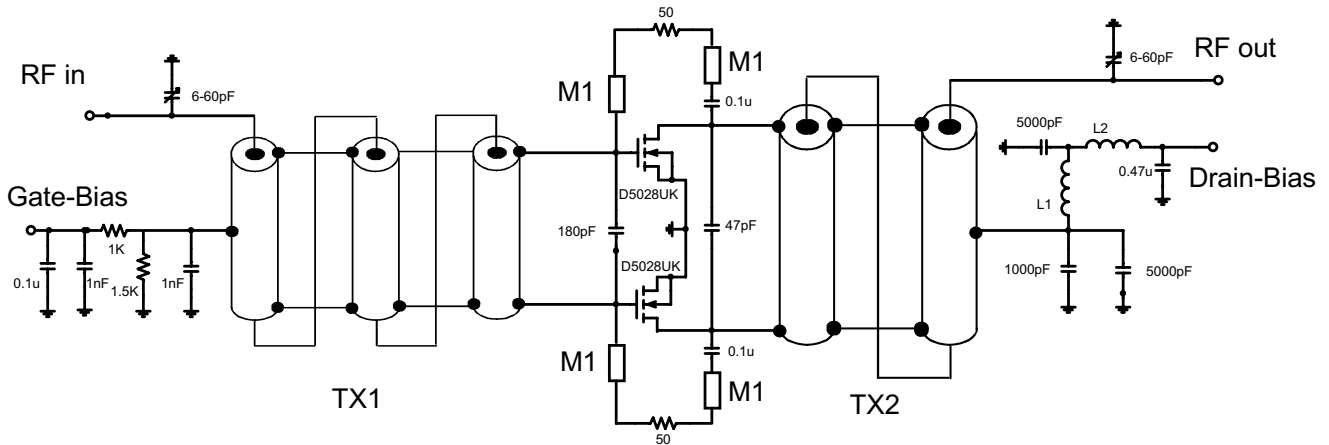 50
M1
RF out
RF in
6-60pF
M1
6-60pF
0.1u
5000pF
L2
0.47u
Drain-Bias
D5028UK
Gate-Bias
L1
1K
180pF
47pF
D5028UK
0.1u
1nF
1.5K
1nF
1000pF
5000pF
0.1u
M1
M1
TX1
TX2
50